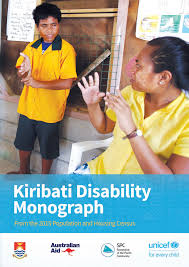 Kiribati Disability
Monograph
From the 2015 Population and Housing Census
Australian
Aid
SPC
unicef
for every child